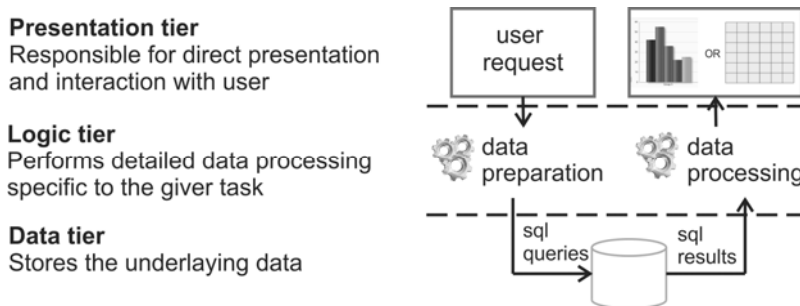 Presentation tier
Responsible for direct presentation
and interaction with user
user
request
OR
Logic tier
Performs detailed data processing
specific to the giver task
data
preparation
data
processing
Data tier
Stores the underlaying data
sql
queries
sql
results